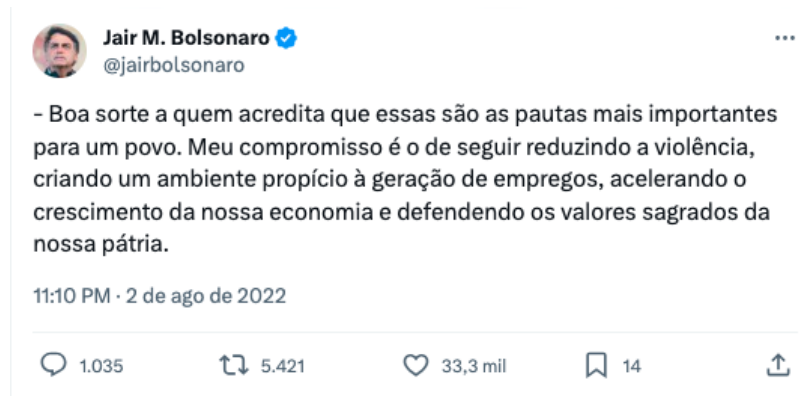 Jair M. Bolsonaro
@jairbolsonaro
- Boa sorte a quem acredita que essas são as pautas mais importantes
para um povo. Meu compromisso é o de seguir reduzindo a violência,
criando um ambiente propício à geração de empregos, acelerando o
crescimento da nossa economia e defendendo os valores sagrados da
nossa pátria.
11:10 PM · 2 de ago de 2022
1.035 5.421 33,3 mil 14